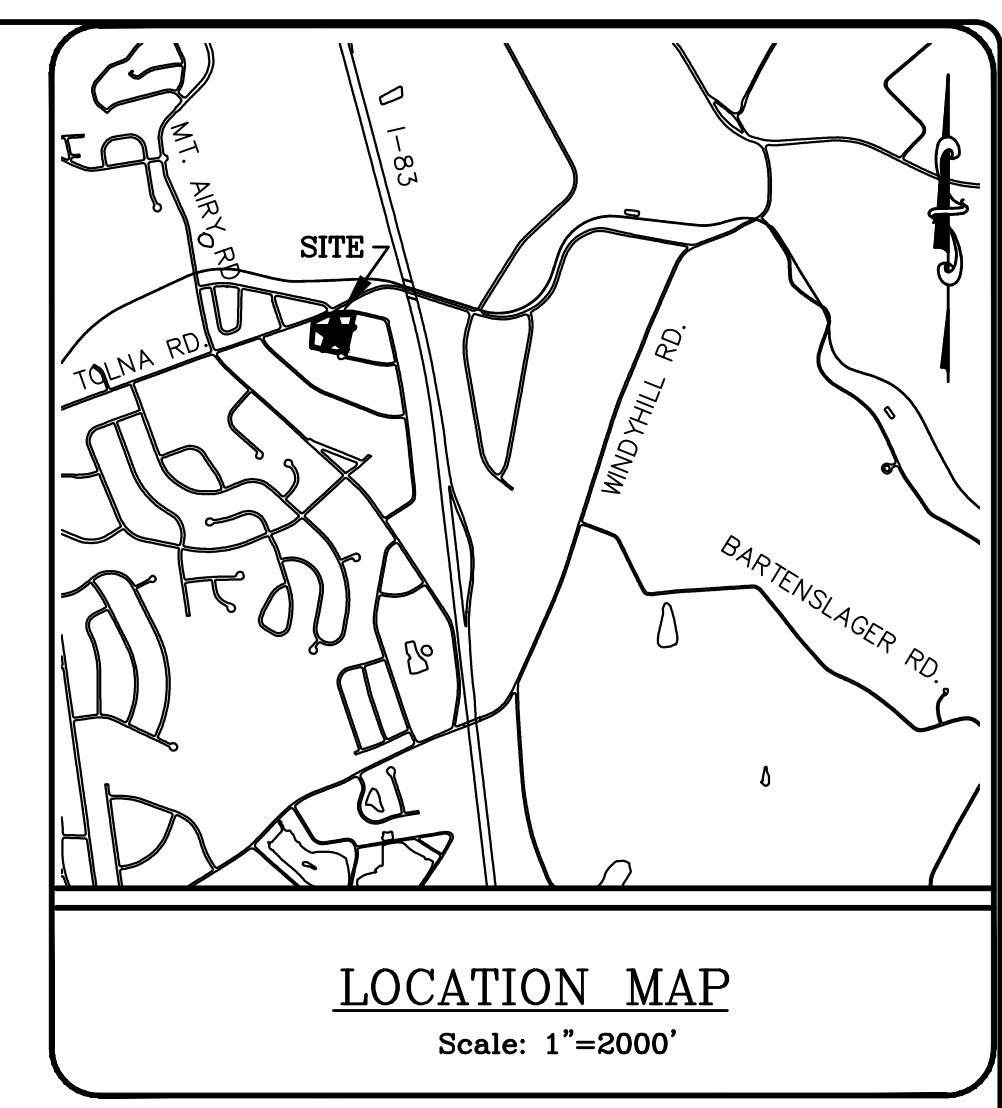 MT. AIRY RD
I-83
SITE
TOLNA RD.
WINDYHILL RD.
BARTENSLAGER RD.
LOCATION MAP
Scale: 1"=2000'